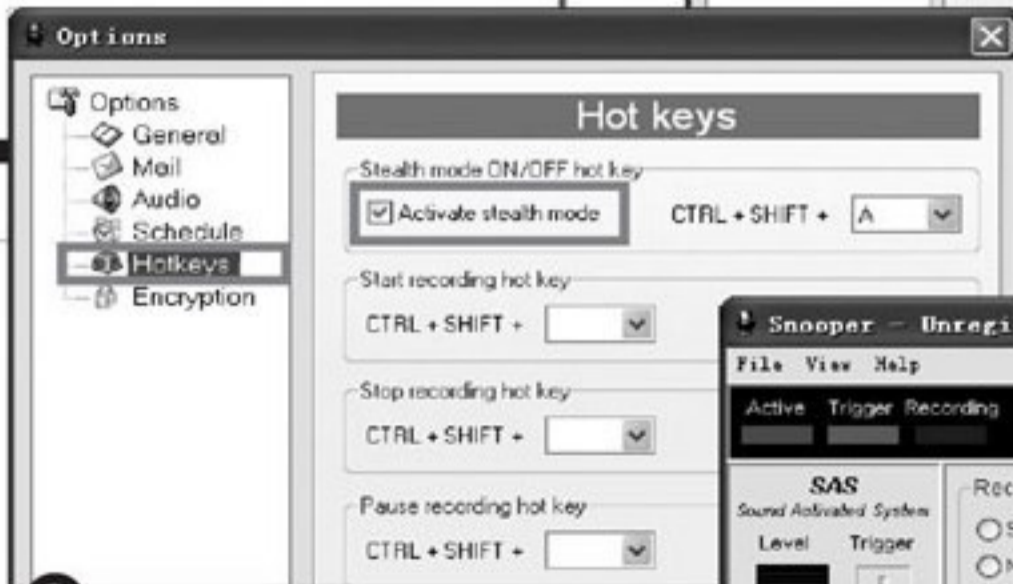 Options
Options
General
Mail
Audio
Schedule
Hotkeys
Encryption
Hot keys
Stealth mode ON/OFF hot key
Activate stealth mode
CTRL + SHIFT + A
Start recording hot key
CTRL + SHIFT +
Stop recording hot key
CTRL + SHIFT +
Pause recording hot key
CTRL + SHIFT +
Snooper - Unregi
File View Help
Active Trigger Recording
SAS
Sound Activated System
Level Trigger
Rec